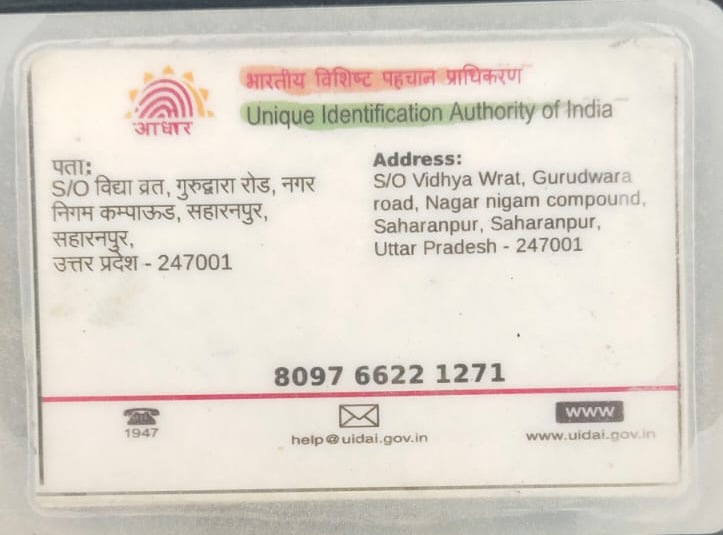 भारतीय विशिष्ट पहचान प्राधिकरण
Unique Identification Authority of India
आधार
पता:
S/O विद्या व्रत, गुरुद्वारा रोड, नगर
निगम कम्पाऊड, सहारनपुर,
सहारनपुर,
उत्तर प्रदेश - 247001
Address:
S/O Vidhya Wrat, Gurudwara
road, Nagar nigam compound,
Saharanpur, Saharanpur,
Uttar Pradesh - 247001
8097 6622 1271
1947
help@uidai.gov.in
www
www.uidai.gov.in